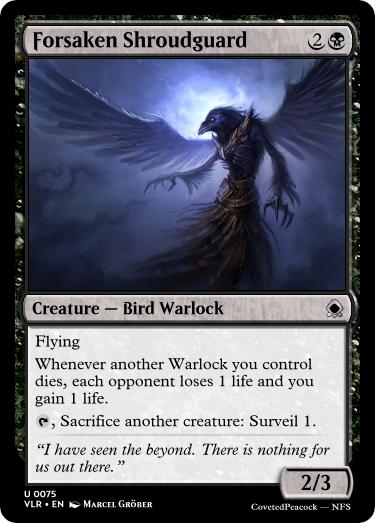 Forsaken Shroudguard 2
Creature — Bird Warlock
Flying
Whenever another Warlock you control
dies, each opponent loses 1 life and you
gain 1 life.
, Sacrifice another creature: Surveil 1.
“I have seen the beyond. There is nothing for
us out there.”
2/3
U 0075
VLR • EN Marcel Gröber
CovetedPeacock — NFS